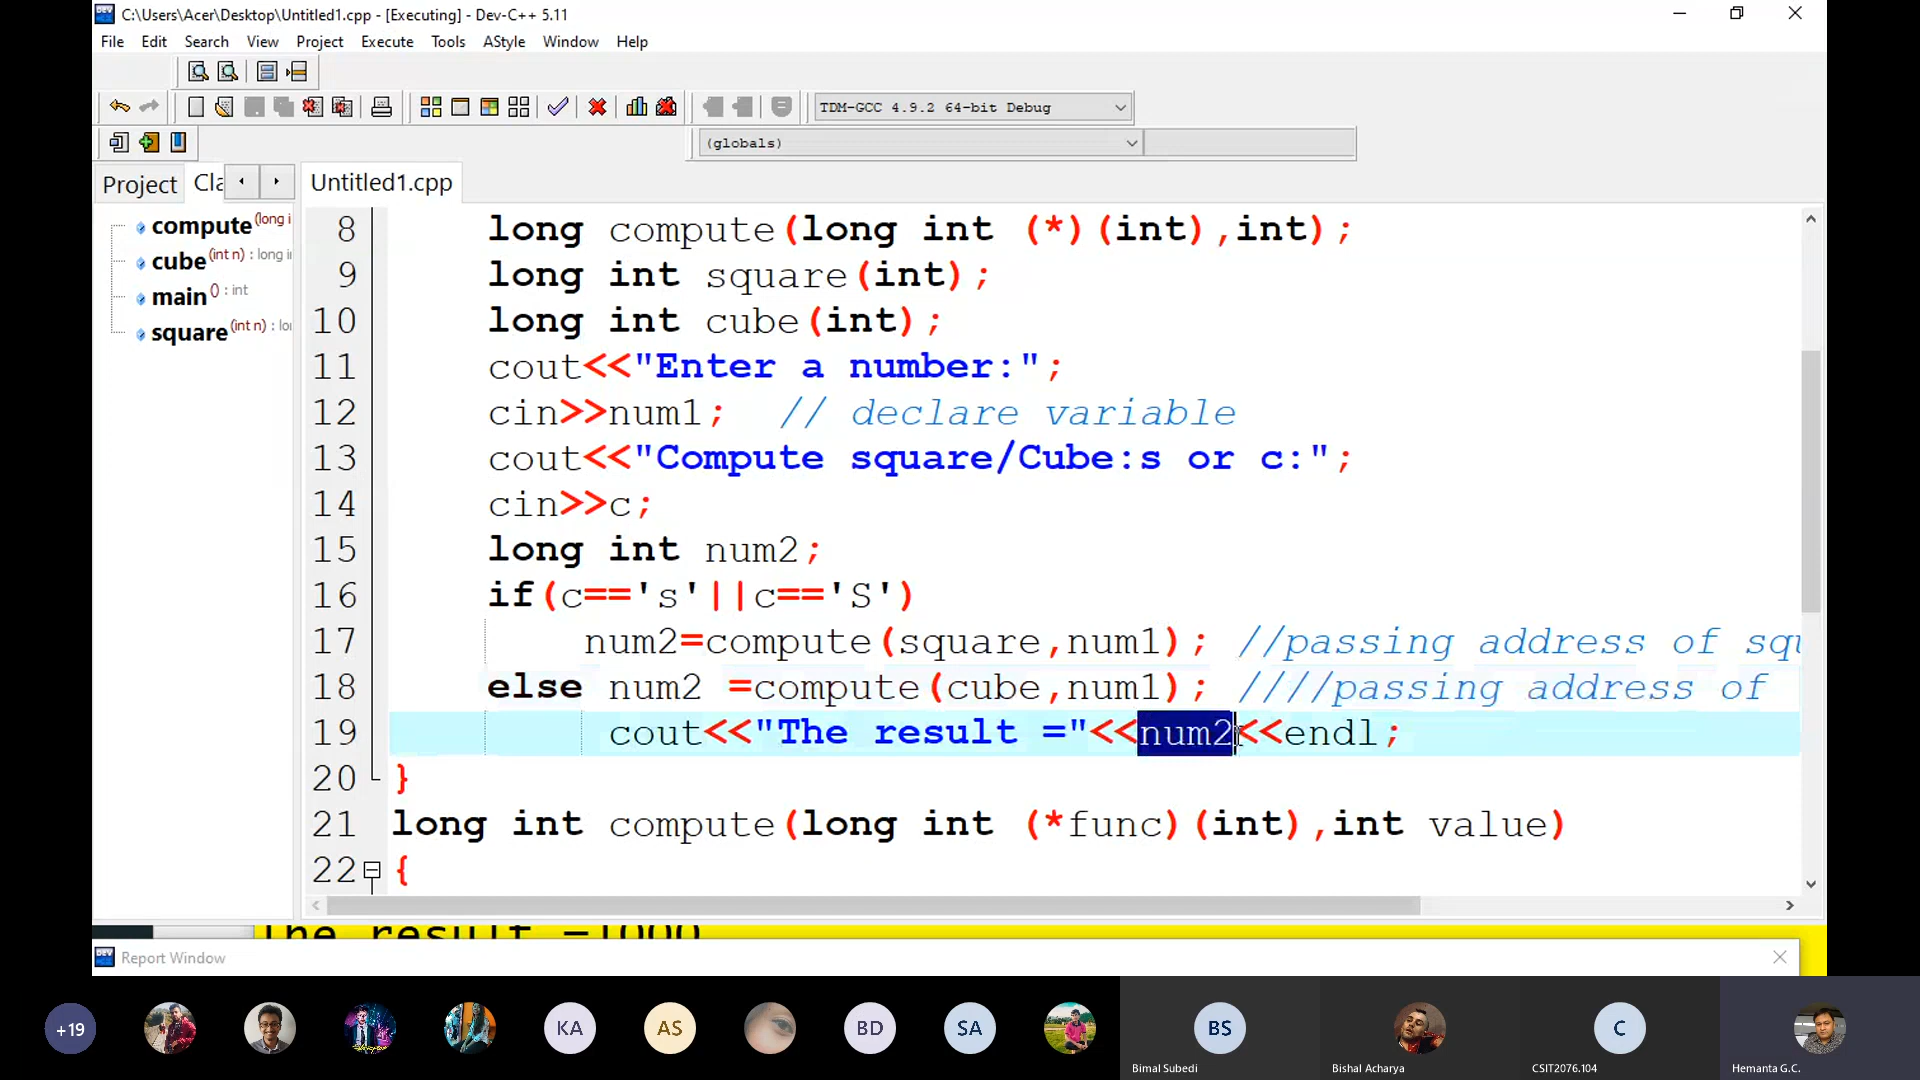 C:\Users\Acer\Desktop\Untitled1.cpp - [Executing] - Dev-C++ 5.11
File Edit Search View Project Execute Tools AStyle Window Help
TDM-GCC 4.9.2 64-bit Debug
(globals)
Project Cla Untitled1.cpp
compute (long i
cube (int n) : long in
main () : int
square (int n) : lo
8 long compute(long int (*)(int),int);
9 long int square(int);
10 long int cube(int);
11 cout<<"Enter a number:";
12 cin>>num1; // declare variable
13 cout<<"Compute square/Cube:s or c:";
14 cin>>c;
15 long int num2;
16 if(c=='s'||c=='S')
17 num2=compute(square,num1); //passing address of squ
18 else num2 =compute(cube,num1); ////passing address of
19 cout<<"The result ="<<num2<<endl;
20 }
21 long int compute(long int (*func)(int),int value)
22 {
The result =1000
Report Window
+19 KA AS BD SA BS C
Bimal Subedi Bishal Acharya CSIT2076.104 Hemanta G.C.